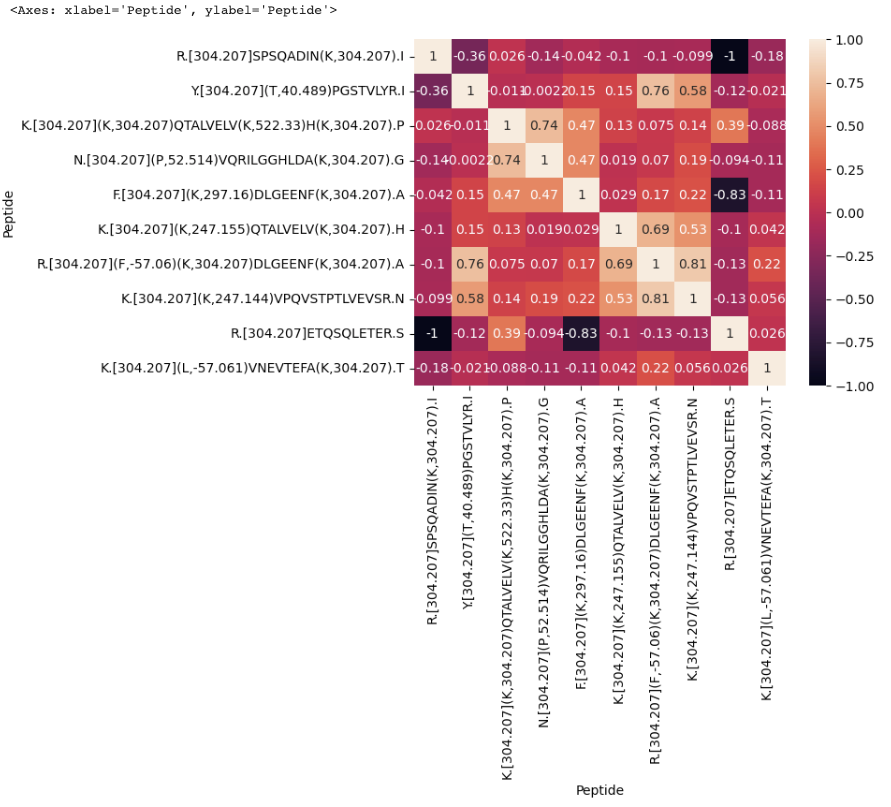 <Axes: xlabel='Peptide', ylabel='Peptide'>
R.[304.207]SPSQADIN(K,304.207).I
1 -0.36 0.026 -0.14 -0.042 -0.1 -0.1 -0.099 -1 -0.18
Y.[304.207](T,40.489)PGSTVLYR.I
-0.36 1 -0.011 0.0022 0.15 0.15 0.76 0.58 -0.12 -0.021
K.[304.207](K,304.207)QTALVELV(K,522.33)H(K,304.207).P
0.026 -0.011 1 0.74 0.47 0.13 0.075 0.14 0.39 -0.088
N.[304.207](P,52.514)VQRILGGHLDA(K,304.207).G
-0.14 0.0022 0.74 1 0.47 0.019 0.07 0.19 -0.094 -0.11
F.[304.207](K,297.16)DLGEENF(K,304.207).A
-0.042 0.15 0.47 0.47 1 0.029 0.17 0.22 -0.83 -0.11
K.[304.207](K,247.155)QTALVELV(K,304.207).H
-0.1 0.15 0.13 0.019 0.029 1 0.69 0.53 -0.1 0.042
R.[304.207](F,-57.06)(K,304.207)DLGEENF(K,304.207).A
-0.1 0.76 0.075 0.07 0.17 0.69 1 0.81 -0.13 0.22
K.[304.207](K,247.144)VPQVSTPTLVEVSR.N
-0.099 0.58 0.14 0.19 0.22 0.53 0.81 1 -0.13 0.056
R.[304.207]ETQSQLETER.S
-1 -0.12 0.39 -0.094 -0.83 -0.1 -0.13 -0.13 1 0.026
K.[304.207](L,-57.061)VNEVTEFA(K,304.207).T
-0.18 -0.021 -0.088 -0.11 -0.11 0.042 0.22 0.056 0.026 1
Peptide
R.[304.207]SPSQADIN(K,304.207).I
Y.[304.207](T,40.489)PGSTVLYR.I
K.[304.207](K,304.207)QTALVELV(K,522.33)H(K,304.207).P
N.[304.207](P,52.514)VQRILGGHLDA(K,304.207).G
F.[304.207](K,297.16)DLGEENF(K,304.207).A
K.[304.207](K,247.155)QTALVELV(K,304.207).H
R.[304.207](F,-57.06)(K,304.207)DLGEENF(K,304.207).A
K.[304.207](K,247.144)VPQVSTPTLVEVSR.N
R.[304.207]ETQSQLETER.S
K.[304.207](L,-57.061)VNEVTEFA(K,304.207).T
Peptide
1.00
0.75
0.50
0.25
0.00
−0.25
−0.50
−0.75
−1.00